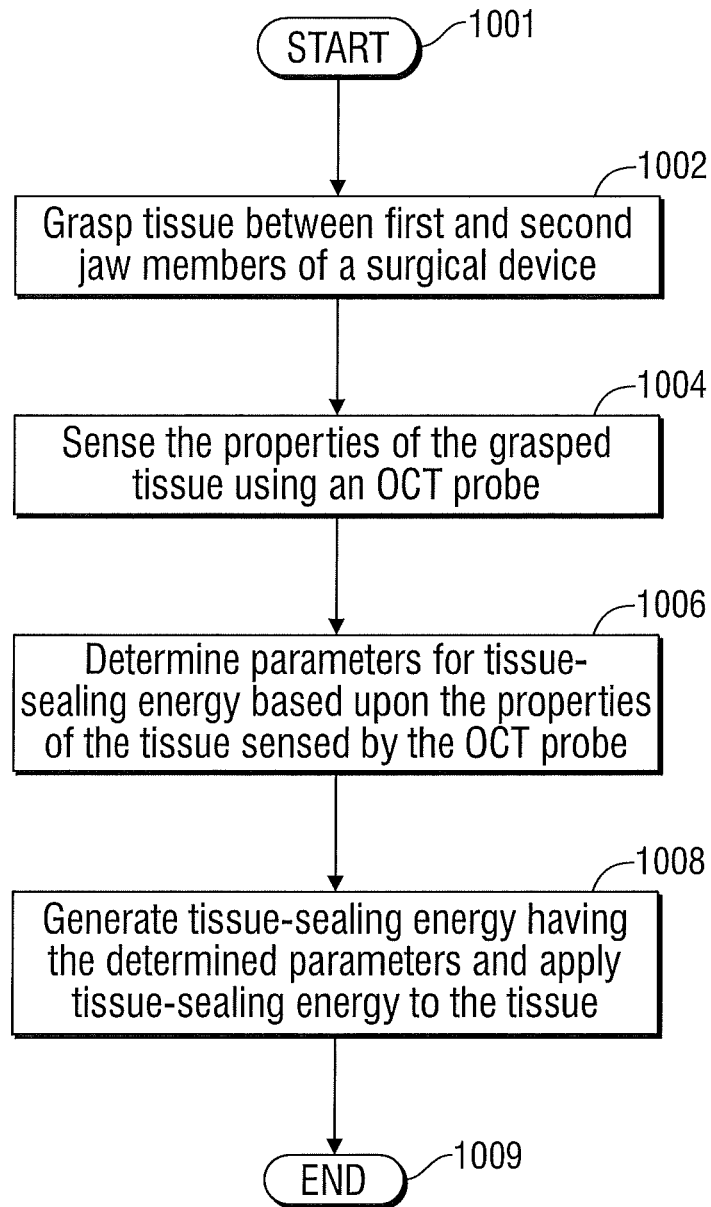 START
1001
1002
Grasp tissue between first and second
jaw members of a surgical device
1004
Sense the properties of the grasped
tissue using an OCT probe
1006
Determine parameters for tissue-
sealing energy based upon the properties
of the tissue sensed by the OCT probe
1008
Generate tissue-sealing energy having
the determined parameters and apply
tissue-sealing energy to the tissue
END
1009